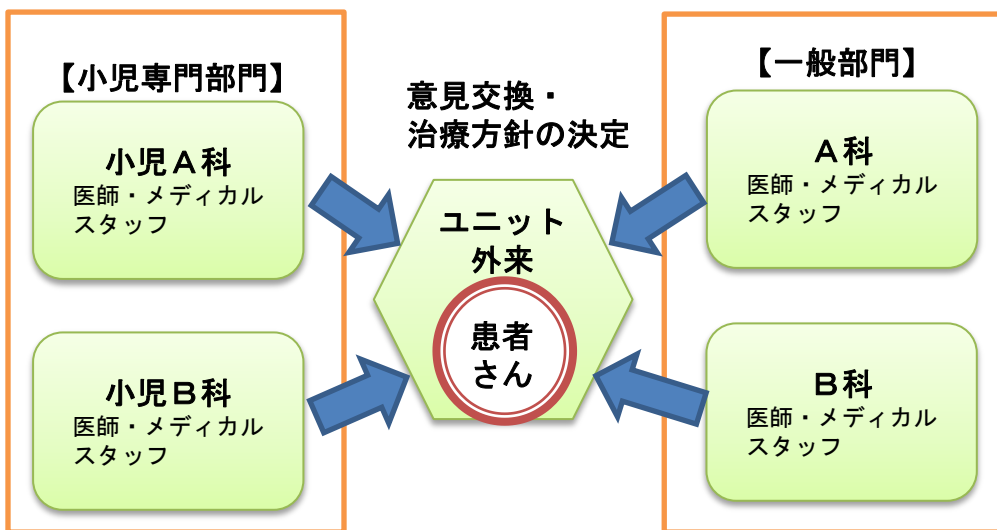 【小児専門部門】
小児Ａ科
医師・メディカル
スタッフ
小児Ｂ科
医師・メディカル
スタッフ
意見交換・
治療方針の決定
ユニット
外来
患者
さん
【一般部門】
Ａ科
医師・メディカル
スタッフ
Ｂ科
医師・メディカル
スタッフ